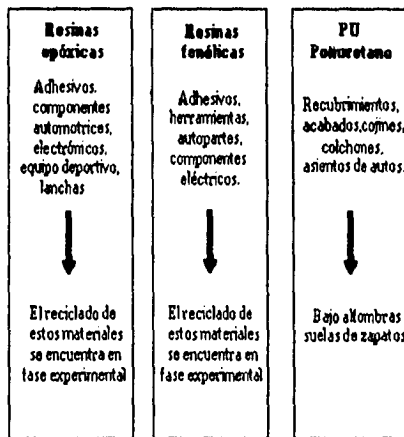 Resinas
epóxicas
Adhesivos.
componentes
automotrices,
electrónicos,
equipo deportivo,
lanchas
El reciclado de
estos materiales
se encuentra en
fase experimental
Resinas
fenólicas
Adhesivos,
herramientas,
autopartes,
componentes
eléctricos.
El reciclado de
estos materiales
se encuentra en
fase experimental
PU
Poliuretano
Recubrimientos,
acabados,cojines,
colchones,
asientos de autos.
Bajo alfombras
suelas de zapatos